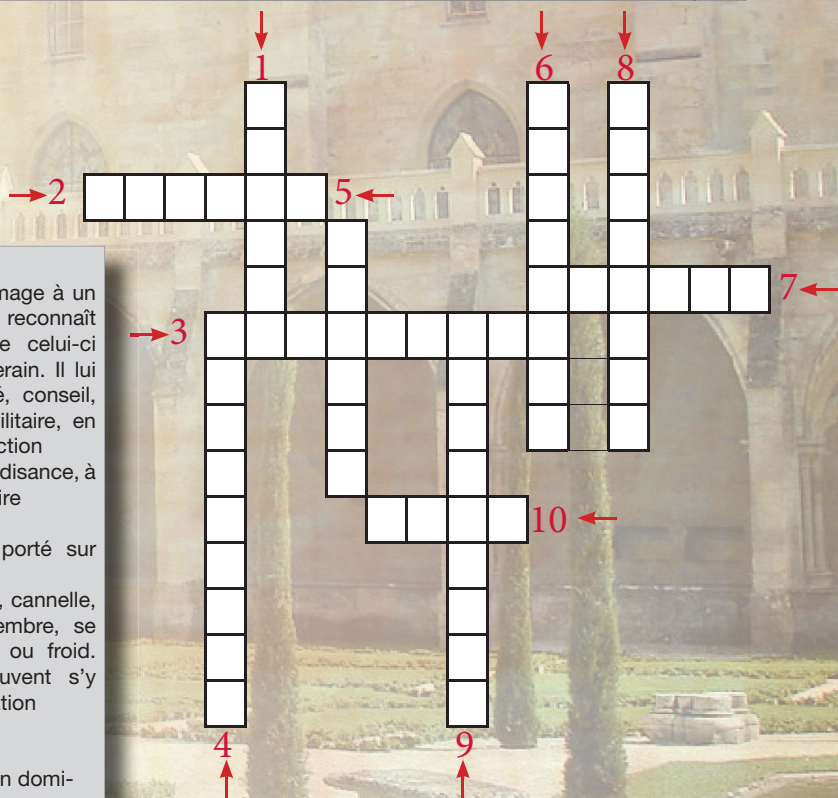 1 6 8
2 5
7
3
10
4 9
mage à un
reconnaît
e celui-ci
erain. Il lui
é, conseil,
ilitaire, en
ction
disance, à
ire
porté sur
, cannelle,
embre, se
ou froid.
uvent s'y
tion
n domi-